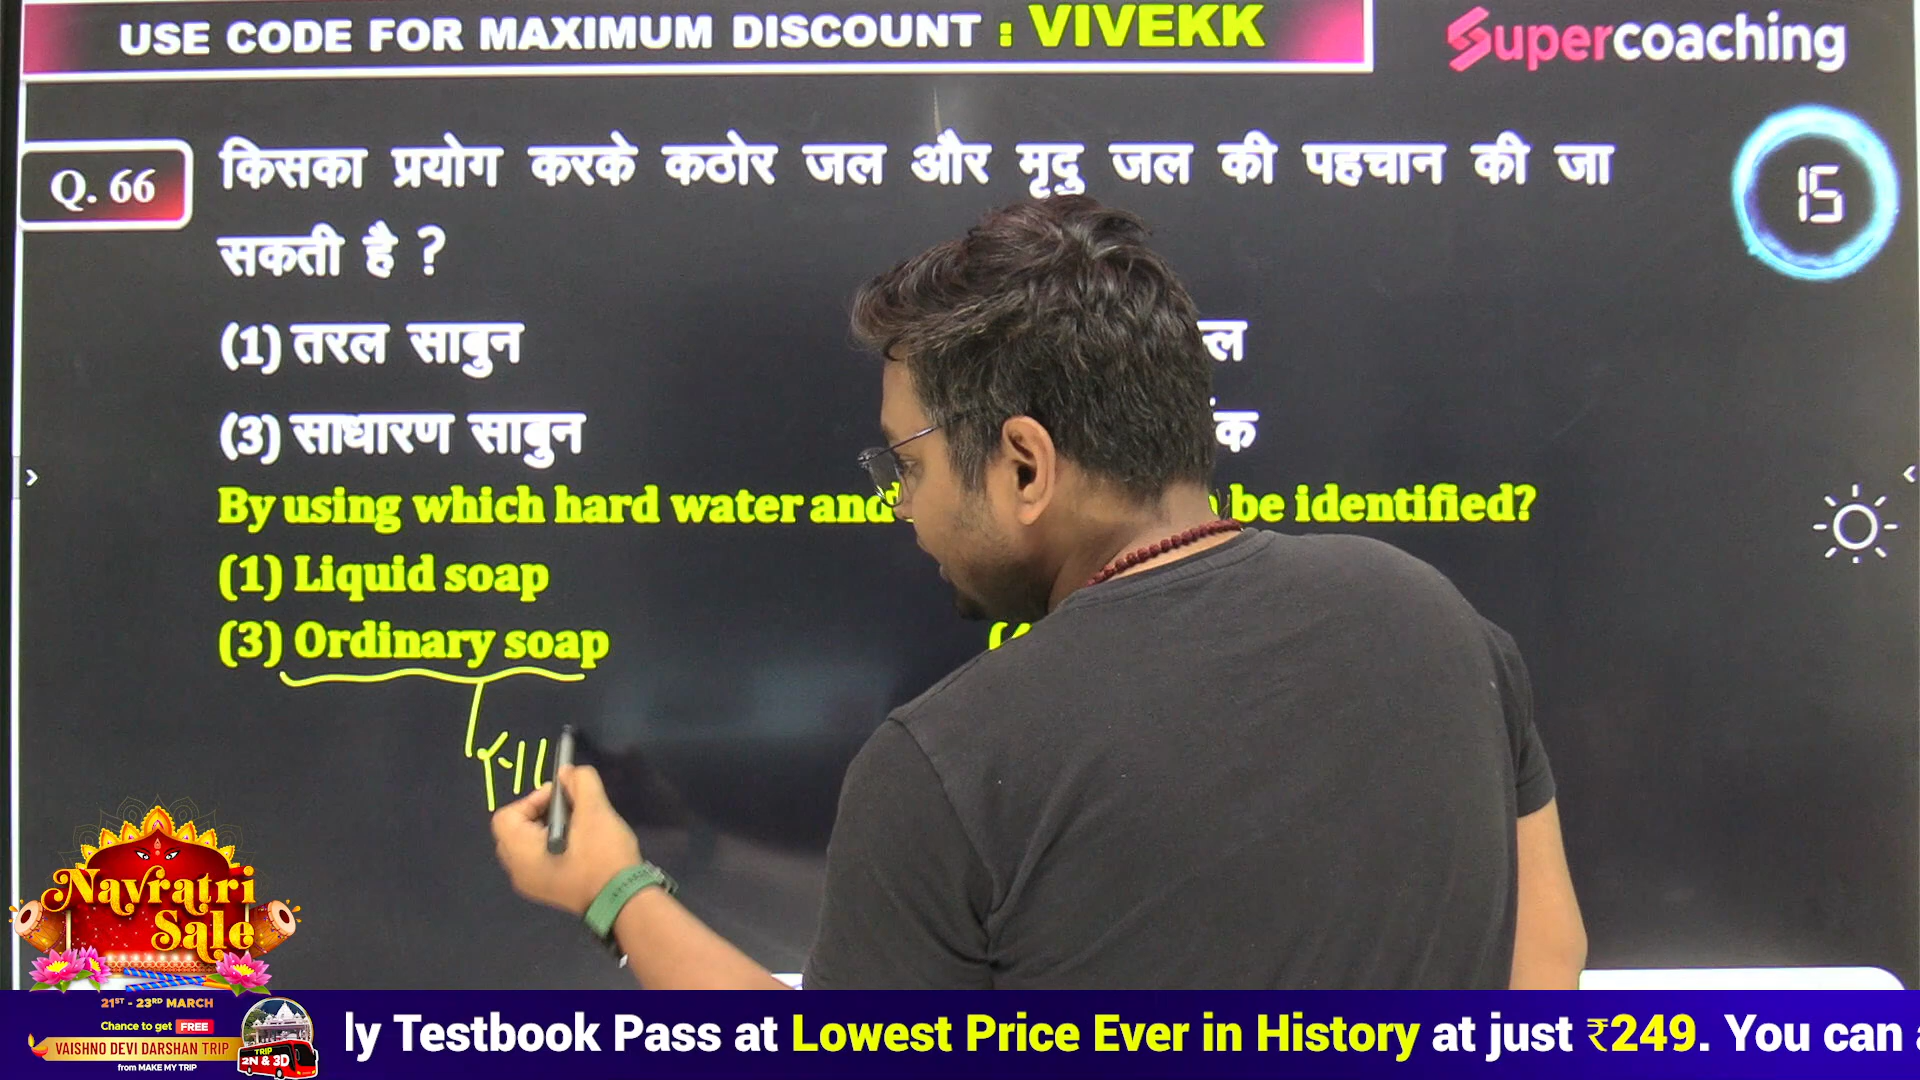 USE CODE FOR MAXIMUM DISCOUNT : VIVEKK
Supercoaching
Q. 66
किसका प्रयोग करके कठोर जल और मृदु जल की पहचान की जा
सकती है ?
15
(1) तरल साबुन
(3) साधारण साबुन
By using which hard water and be identified?
(1) Liquid soap
(3) Ordinary soap
Navratri
Sale
21ST - 23RD MARCH
Chance to get FREE
VAISHNO DEVI DARSHAN TRIP
from MAKE MY TRIP
TRIP
2N & 3D
ly Testbook Pass at Lowest Price Ever in History at just ₹249. You can